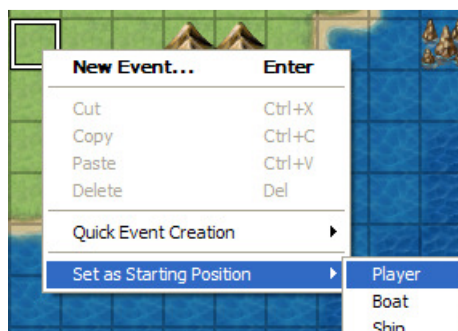 New Event... Enter
Cut Ctrl+X
Copy Ctrl+C
Paste Ctrl+V
Delete Del
Quick Event Creation
Set as Starting Position Player
Boat
Ship